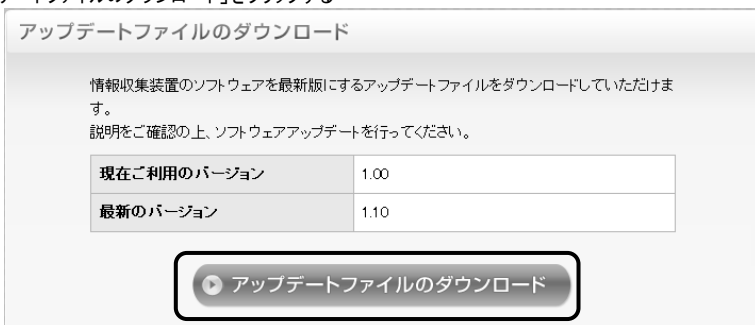 アップデートファイルのダウンロード
情報収集装置のソフトウェアを最新版にするアップデートファイルをダウンロードしていただけま
す。
説明をご確認の上、ソフトウェアアップデートを行ってください。
現在ご利用のバージョン 1.00
最新のバージョン 1.10
アップデートファイルのダウンロード